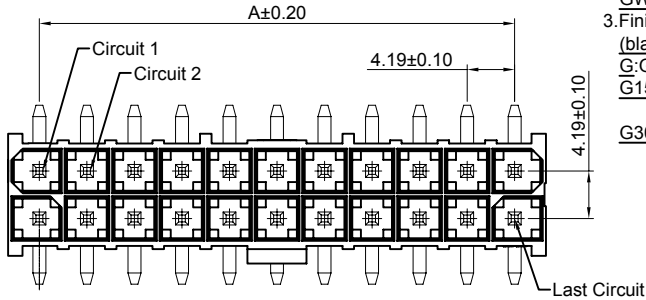 A±0.20
Circuit 1
Circuit 2
4.19±0.10
4.19±0.10
Last Circuit
3.Fini
(bla
G:G
G15
G30